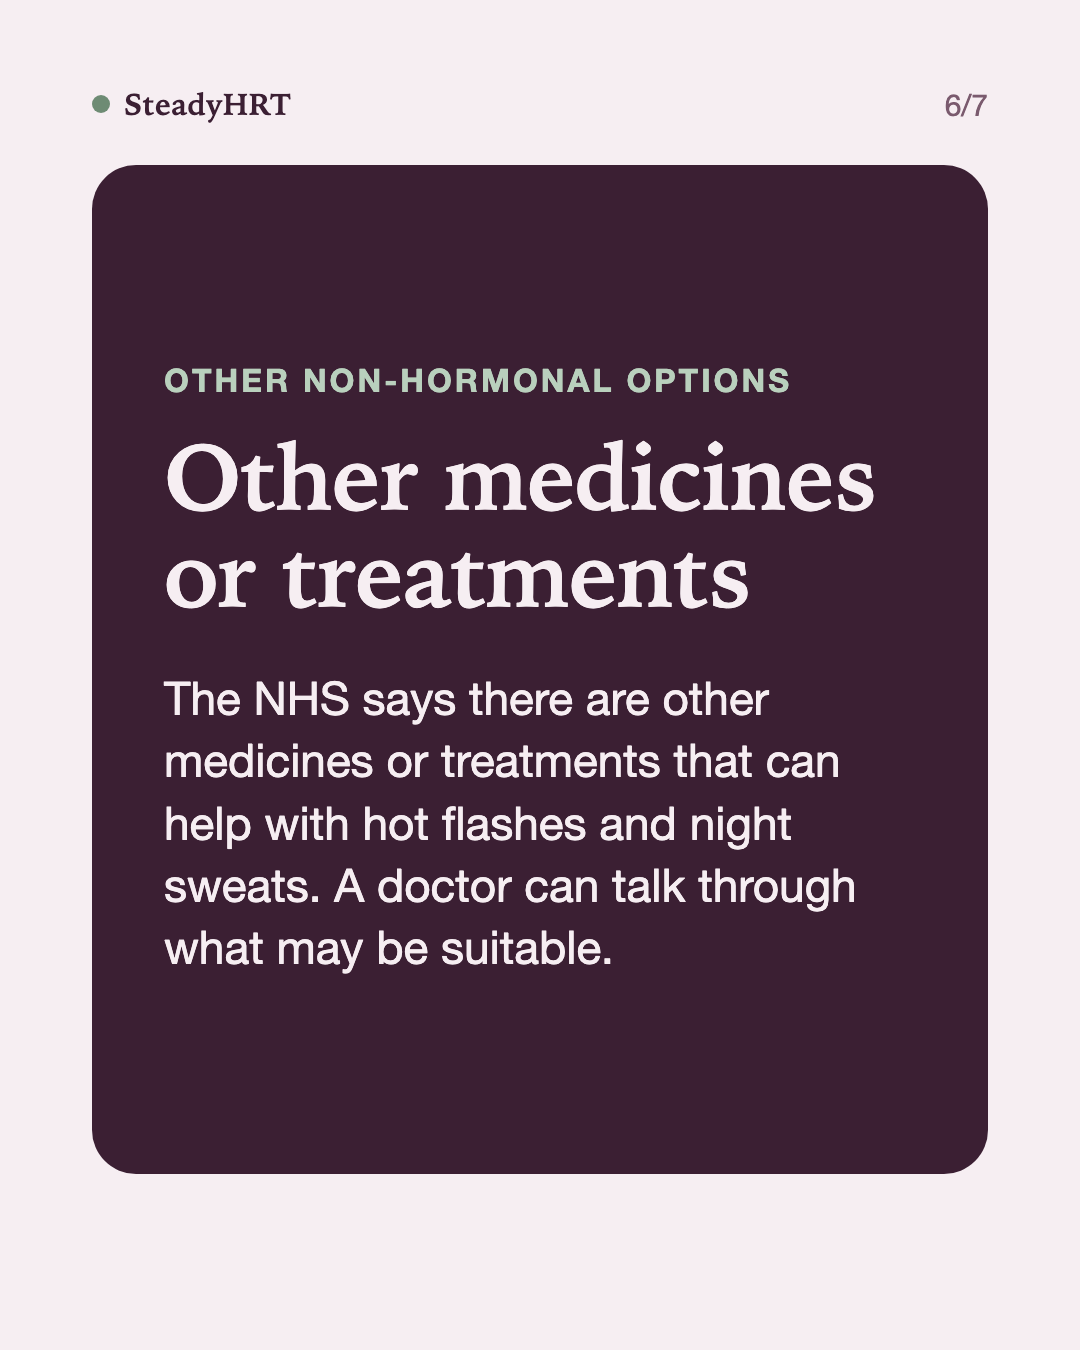 SteadyHRT
6/7
OTHER NON-HORMONAL OPTIONS
Other medicines
or treatments
The NHS says there are other
medicines or treatments that can
help with hot flashes and night
sweats. A doctor can talk through
what may be suitable.